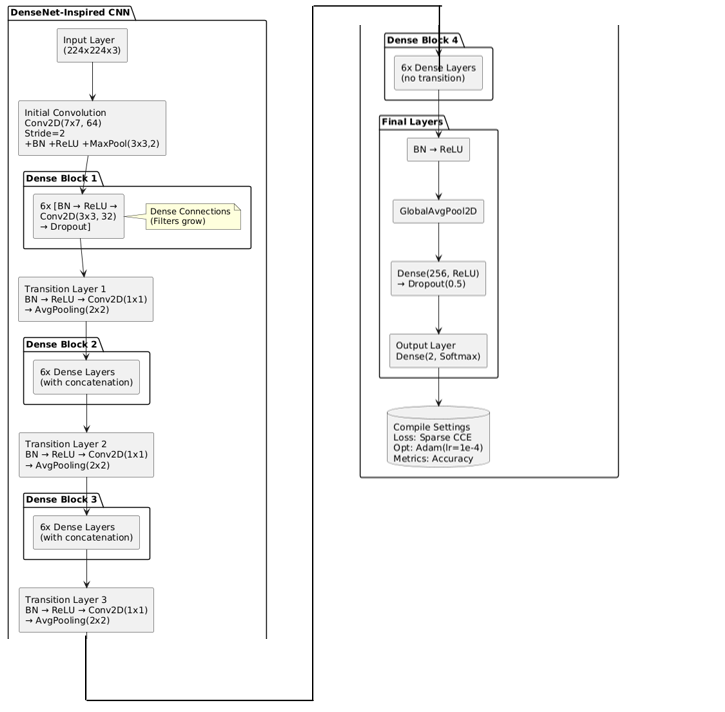 DenseNet-Inspired CNN
Input Layer
(224x224x3)
Initial Convolution
Conv2D(7x7, 64)
Stride=2
+BN +ReLU +MaxPool(3x3,2)
Dense Block 1
6x [BN → ReLU →
Conv2D(3x3, 32)
→ Dropout]
Dense Connections
(Filters grow)
Transition Layer 1
BN → ReLU → Conv2D(1x1)
→ AvgPooling(2x2)
Dense Block 2
6x Dense Layers
(with concatenation)
Transition Layer 2
BN → ReLU → Conv2D(1x1)
→ AvgPooling(2x2)
Dense Block 3
6x Dense Layers
(with concatenation)
Transition Layer 3
BN → ReLU → Conv2D(1x1)
→ AvgPooling(2x2)
Dense Block 4
6x Dense Layers
(no transition)
Final Layers
BN → ReLU
GlobalAvgPool2D
Dense(256, ReLU)
→ Dropout(0.5)
Output Layer
Dense(2, Softmax)
Compile Settings
Loss: Sparse CCE
Opt: Adam(lr=1e-4)
Metrics: Accuracy